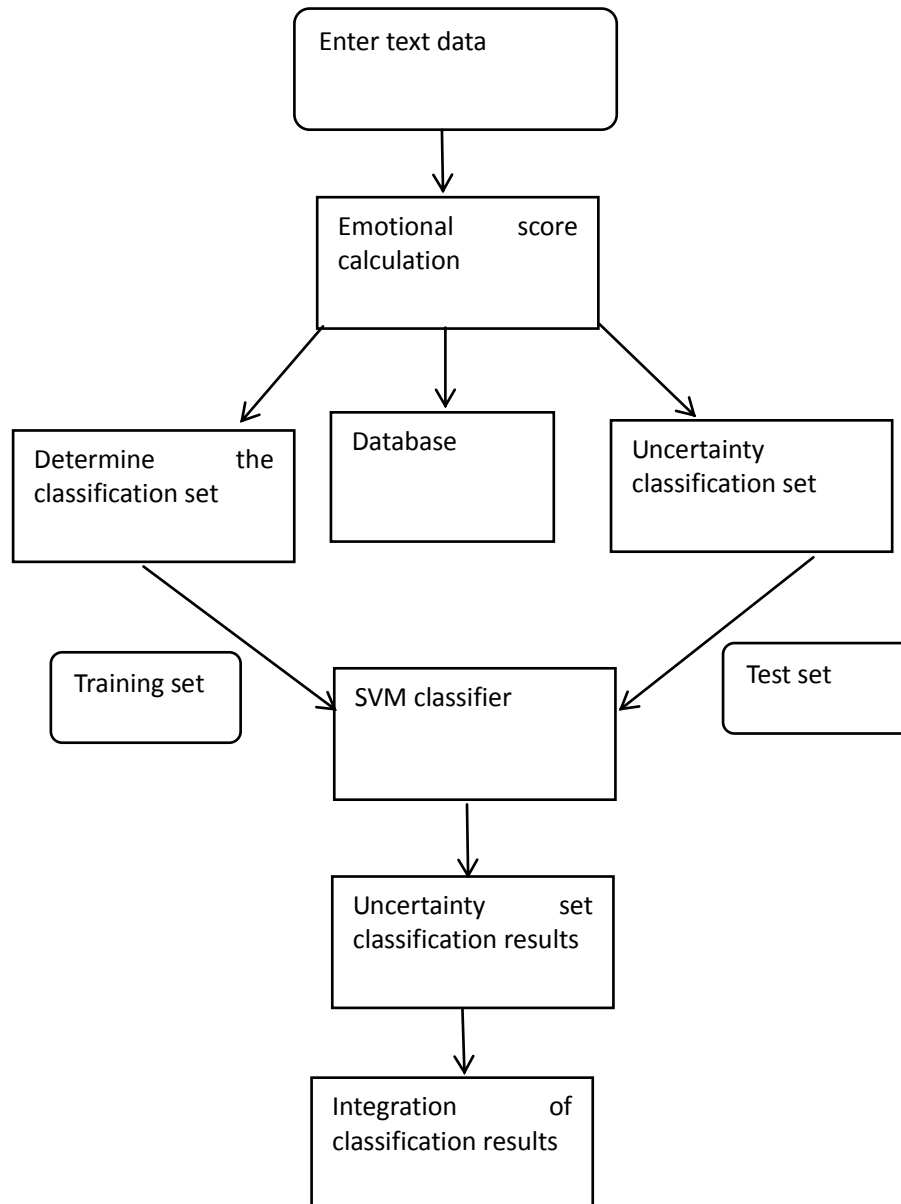 Enter text data
Emotional score
calculation
Determine the
classification set
Database
Uncertainty
classification set
Training set
SVM classifier
Test set
Uncertainty set
classification results
Integration of
classification results